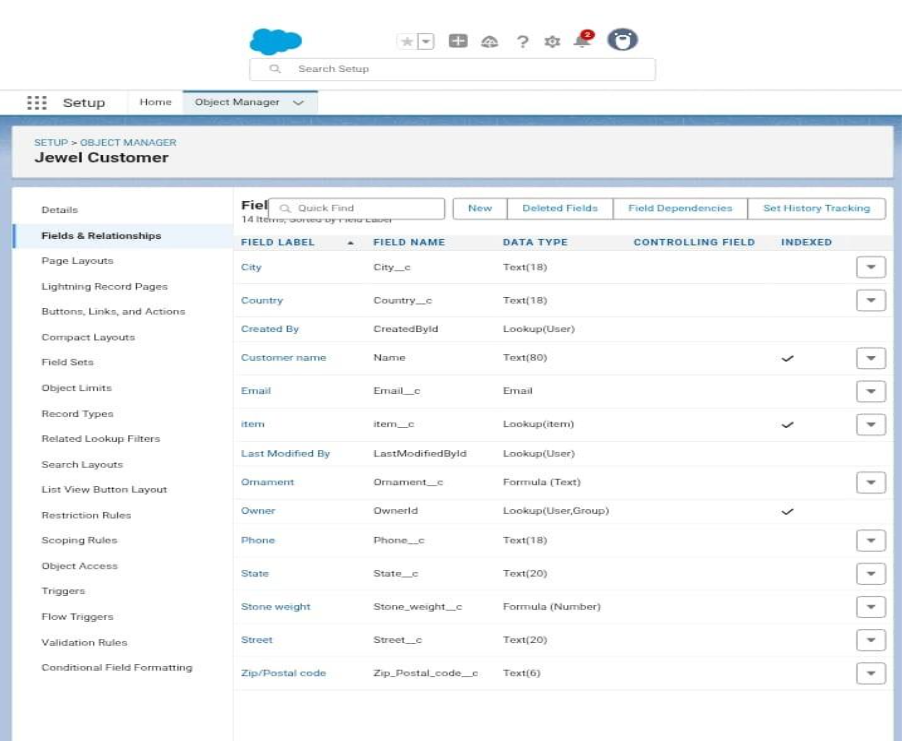 2
Search Setup
Setup Home Object Manager
SETUP > OBJECT MANAGER
Jewel Customer
Details
Fields & Relationships
Page Layouts
Lightning Record Pages
Buttons, Links, and Actions
Compact Layouts
Field Sets
Object Limits
Record Types
Related Lookup Filters
Search Layouts
List View Button Layout
Restriction Rules
Scoping Rules
Object Access
Triggers
Flow Triggers
Validation Rules
Conditional Field Formatting
Fiel Quick Find New Deleted Fields Field Dependencies Set History Tracking
14 Items, Sorted by Field Label
FIELD LABEL FIELD NAME DATA TYPE CONTROLLING FIELD INDEXED
City City__c Text(18)
Country Country__c Text(18)
Created By CreatedById Lookup(User)
Customer name Name Text(80)
Email Email__c Email
item item__c Lookup(item)
Last Modified By LastModifiedById Lookup(User)
Ornament Ornament__c Formula (Text)
Owner OwnerId Lookup(User,Group)
Phone Phone__c Text(18)
State State__c Text(20)
Stone weight Stone_weight__c Formula (Number)
Street Street__c Text(20)
Zip/Postal code Zip_Postal_code__c Text(6)